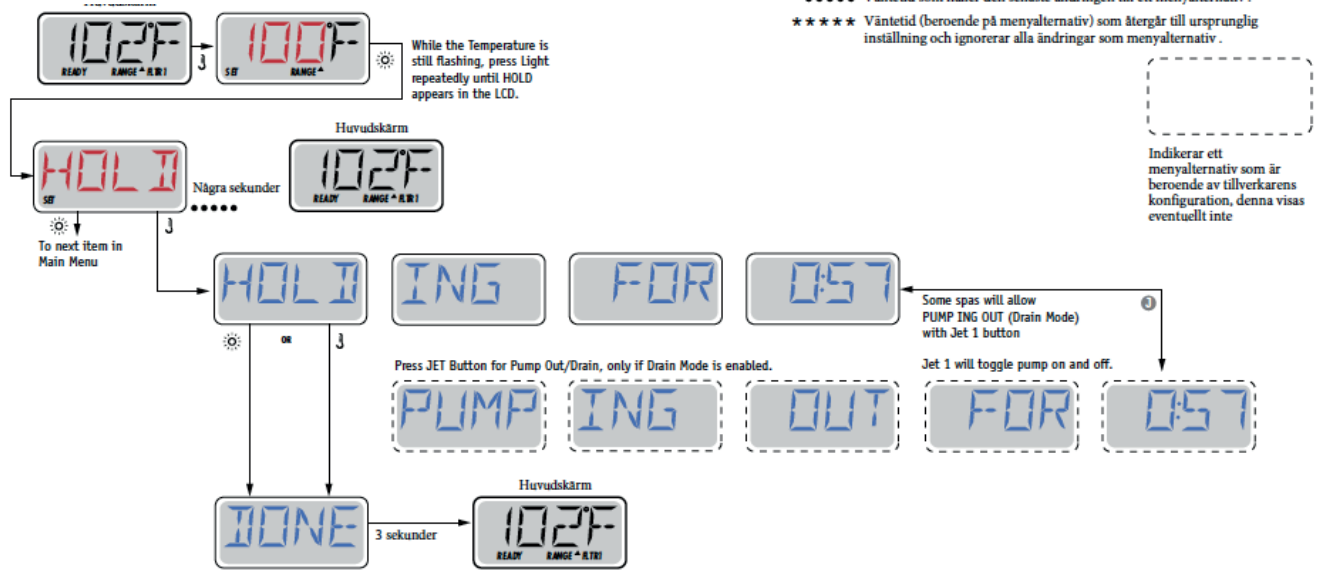 Huvudskärm
***** Väntetid (beroende på menyalternativ) som återgår till ursprunglig
inställning och ignorerar alla ändringar som menyalternativ .
102°F
READY RANGE FLTR1
100°F
SET RANGE
While the Temperature is
still flashing, press Light
repeatedly until HOLD
appears in the LCD.
Indikerar ett
menyalternativ som är
beroende av tillverkarens
konfiguration, denna visas
eventuellt inte
HOLD
SET
Några sekunder
•••••
Huvudskärm
102°F
READY RANGE FLTR1
To next item in
Main Menu
HOLD
ING
FOR
0:57
Some spas will allow
PUMP ING OUT (Drain Mode)
with Jet 1 button
J
OR
Press JET Button for Pump Out/Drain, only if Drain Mode is enabled.
Jet 1 will toggle pump on and off.
PUMP
ING
OUT
FOR
0:57
DONE
3 sekunder
Huvudskärm
102°F
READY RANGE FLTR1